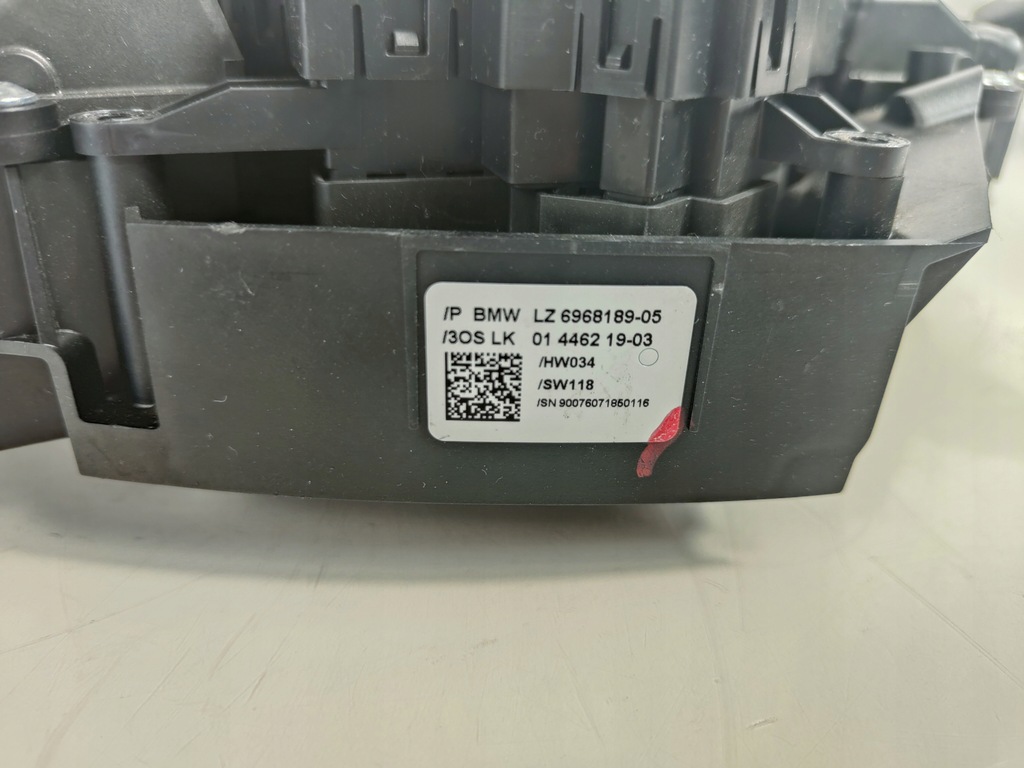 /P BMW LZ 6968189-05
/3OS LK 01 4462 19-03
/HW034
/SW118
/SN 90076071850116